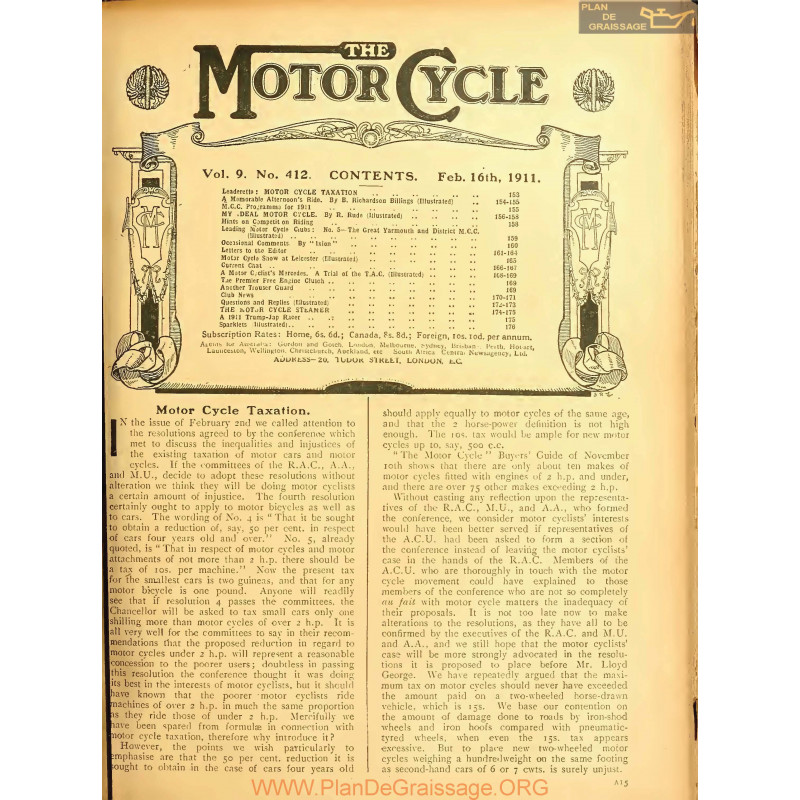 PLAN
DE
GRAISSAGE
THE
MOTOR CYCLE
Vol. 9. No. 412. CONTENTS. Feb. 16th, 1911.
Leaderette: MOTOR CYCLE TAXATION .. .. .. .. .. .. 153
A Memorable Afternoon's Ride. By B. Richardson Billings (Illustrated) .. 154-155
M.C.C. Programme for 1911 .. .. .. .. .. .. 155
MY IDEAL MOTOR CYCLE. By R. Rude (Illustrated) .. .. .. 156-158
Hints on Competition Riding .. .. .. .. .. .. 158
Leading Motor Cycle Clubs: No. 5—The Great Yarmouth and District M.C.C.
(Illustrated) .. .. .. .. .. .. 159
Occasional Comments By "Ixion" .. .. .. .. .. 160
Letters to the Editor .. .. .. .. .. .. 161-164
Motor Cycle Show at Leicester (Illustrated) .. .. .. .. 165
Current Chat .. .. .. .. .. .. 166-167
A Motor Cyclist's Mercedes. A Trial of the T.A.C. (Illustrated) .. .. 168-169
The Premier Free Engine Clutch .. .. .. .. .. 169
Another Trouser Guard .. .. .. .. .. .. 169
Club News .. .. .. .. .. .. 170-171
Questions and Replies (Illustrated) .. .. .. .. 172-173
THE MOTOR CYCLE STEAMER .. .. .. .. .. 174-175
A 1911 Trump-Jap Racer .. .. .. .. .. 175
Sparklets (Illustrated) .. .. .. .. .. .. 176
Subscription Rates: Home, 6s. 6d.; Canada, 8s. 8d.; Foreign, 10s. 10d. per annum.
Agents for Australia: Gordon and Gotch, London, Melbourne, Sydney, Brisbane, Perth, Hobart,
Launceston, Wellington, Christchurch, Auckland, etc South Africa Central Newsagency, Ltd.
ADDRESS—20, TUDOR STREET, LONDON, E.C.
Motor Cycle Taxation.
IN the issue of February 2nd we called attention to
the resolutions agreed to by the conference which
met to discuss the inequalities and injustices of
the existing taxation of motor cars and motor
cycles. If the committees of the R.A.C., A.A.,
and M.U., decide to adopt these resolutions without
alteration we think they will be doing motor cyclists
a certain amount of injustice. The fourth resolution
certainly ought to apply to motor bicycles as well as
to cars. The wording of No. 4 is "That it be sought
to obtain a reduction of, say, 50 per cent. in respect
of cars four years old and over." No. 5, already
quoted, is "That in respect of motor cycles and motor
attachments of not more than 2 h.p. there should be
a tax of 10s. per machine." Now the present tax
for the smallest cars is two guineas, and that for any
motor bicycle is one pound. Anyone will readily
see that if resolution 4 passes the committees, the
Chancellor will be asked to tax small cars only one
shilling more than motor cycles of over 2 h.p. It is
all very well for the committees to say in their recom-
mendations that the proposed reduction in regard to
motor cycles under 2 h.p. will represent a reasonable
concession to the poorer users; doubtless in passing
this resolution the conference thought it was doing
its best in the interests of motor cyclists, but it should
have known that the poorer motor cyclists ride
machines of over 2 h.p. in much the same proportion
as they ride those of under 2 h.p. Mercifully we
have been spared from formulæ in connection with
motor cycle taxation, therefore why introduce it?
However, the points we wish particularly to
emphasise are that the 50 per cent. reduction it is
sought to obtain in the case of cars four years old
should apply equally to motor cycles of the same age,
and that the 2 horse-power definition is not high
enough. The 10s. tax would be ample for new motor
cycles up to, say, 500 c.c.
"The Motor Cycle" Buyers' Guide of November
10th shows that there are only about ten makes of
motor cycles fitted with engines of 2 h.p. and under,
and there are over 75 other makes exceeding 2 h.p.
Without casting any reflection upon the representa-
tives of the R.A.C., M.U., and A.A., who formed
the conference, we consider motor cyclists' interests
would have been better served if representatives of
the A.C.U. had been asked to form a section of
the conference instead of leaving the motor cyclists'
case in the hands of the R.A.C. Members of the
A.C.U. who are thoroughly in touch with the motor
cycle movement could have explained to those
members of the conference who are not so completely
au fait with motor cycle matters the inadequacy of
their proposals. It is not too late now to make
alterations to the resolutions, as they have all to be
confirmed by the executives of the R.A.C. and M.U.
and A.A., and we still hope that the motor cyclists'
case will be more strongly advocated in the resolu-
tions it is proposed to place before Mr. Lloyd
George. We have repeatedly argued that the maxi-
mum tax on motor cycles should never have exceeded
the amount paid on a two-wheeled horse-drawn
vehicle, which is 15s. We base our contention on
the amount of damage done to roads by iron-shod
wheels and iron hoofs compared with pneumatic-
tyred wheels, when even the 15s. tax appears
excessive. But to place new two-wheeled motor
cycles weighing a hundredweight on the same footing
as second-hand cars of 6 or 7 cwts. is surely unjust.
A15
www.PlanDeGraissage.ORG